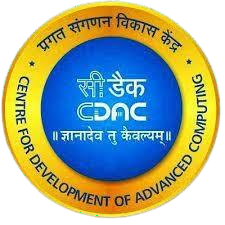 प्रगत संगणन विकास केंद्र
सी डैक
CDAC
॥ ज्ञानादेव तु कैवल्यम् ॥
CENTRE FOR DEVELOPMENT OF ADVANCED COMPUTING